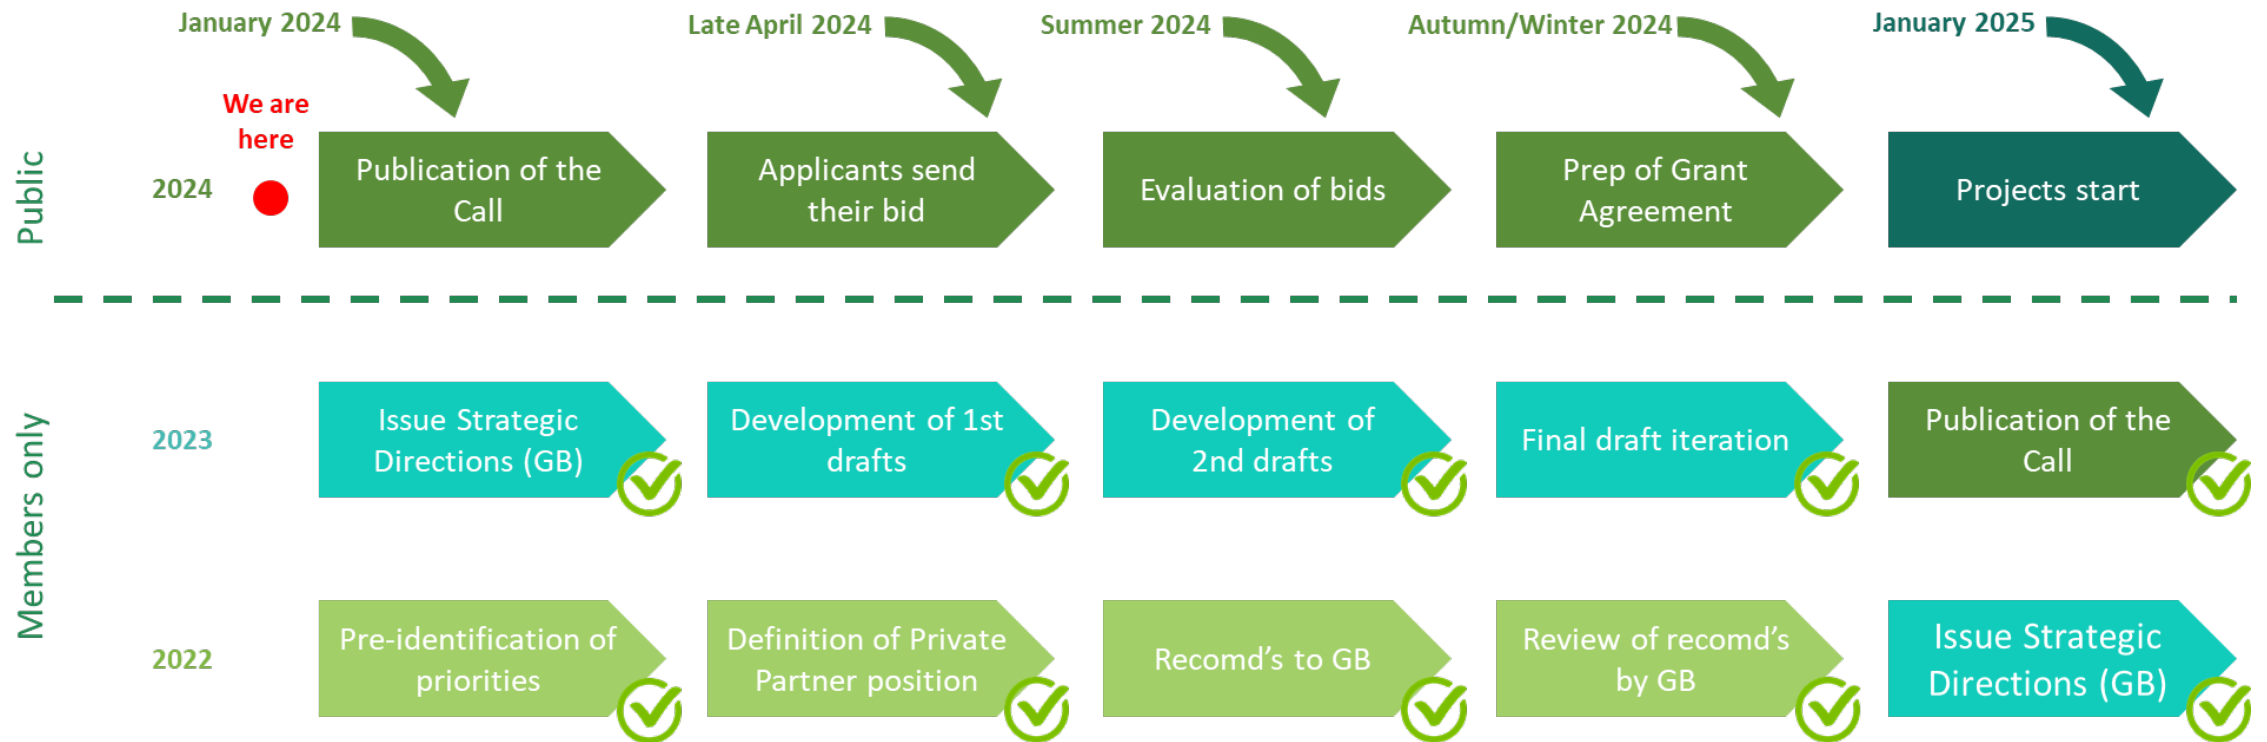 January 2024
Late April 2024
Summer 2024
Autumn/Winter 2024
January 2025
We are
here
Public
2024
Publication of the
Call
Applicants send
their bid
Evaluation of bids
Prep of Grant
Agreement
Projects start
Members only
2023
Issue Strategic
Directions (GB)
Development of 1st
drafts
Development of
2nd drafts
Final draft iteration
Publication of the
Call
2022
Pre-identification of
priorities
Definition of Private
Partner position
Recomd’s to GB
Review of recomd’s
by GB
Issue Strategic
Directions (GB)